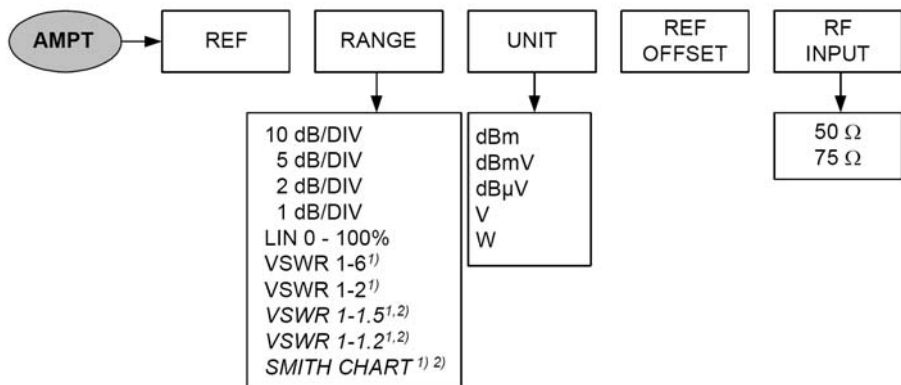 AMPT
REF
RANGE
UNIT
REF
OFFSET
RF
INPUT
10 dB/DIV
5 dB/DIV
2 dB/DIV
1 dB/DIV
LIN 0 - 100%
VSWR 1-6 1)
VSWR 1-2 1)
VSWR 1-1.5 1,2)
VSWR 1-1.2 1,2)
SMITH CHART 1) 2)
dBm
dBmV
dBµV
V
W
50 Ω
75 Ω